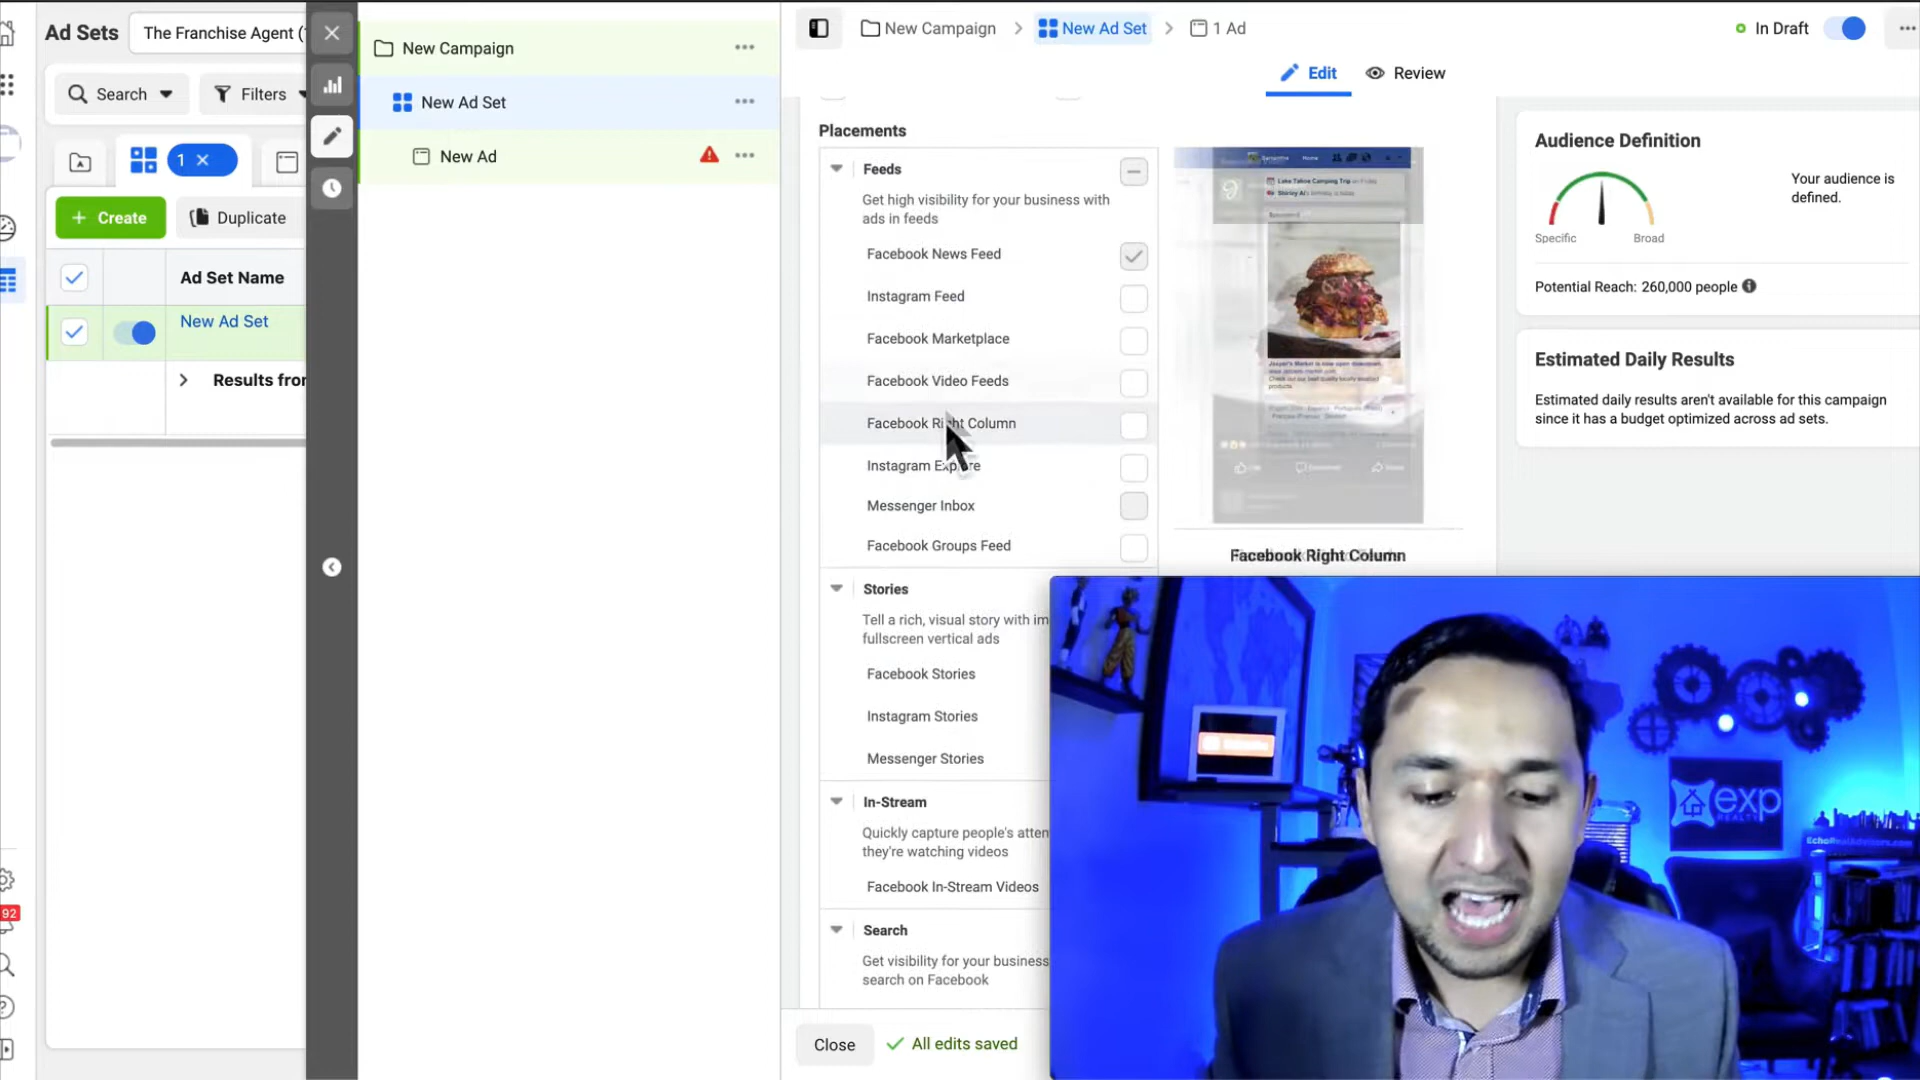 Ad Sets
The Franchise Agent (
Search
Filters
1
Create
Duplicate
Ad Set Name
New Ad Set
Results from
92
New Campaign
New Ad Set
New Ad
New Campaign
New Ad Set
1 Ad
In Draft
Edit
Review
Placements
Feeds
Get high visibility for your business with
ads in feeds
Facebook News Feed
Instagram Feed
Facebook Marketplace
Facebook Video Feeds
Facebook Right Column
Instagram Explore
Messenger Inbox
Facebook Groups Feed
Stories
Tell a rich, visual story with im
fullscreen vertical ads
Facebook Stories
Instagram Stories
Messenger Stories
In-Stream
Quickly capture people's atten
they're watching videos
Facebook In-Stream Videos
Search
Get visibility for your business
search on Facebook
Close
All edits saved
Lake Tahoe Camping Trip
Facebook Right Column
Audience Definition
Your audience is
defined.
Specific
Broad
Potential Reach: 260,000 people
Estimated Daily Results
Estimated daily results aren't available for this campaign
since it has a budget optimized across ad sets.
exp
REALTY